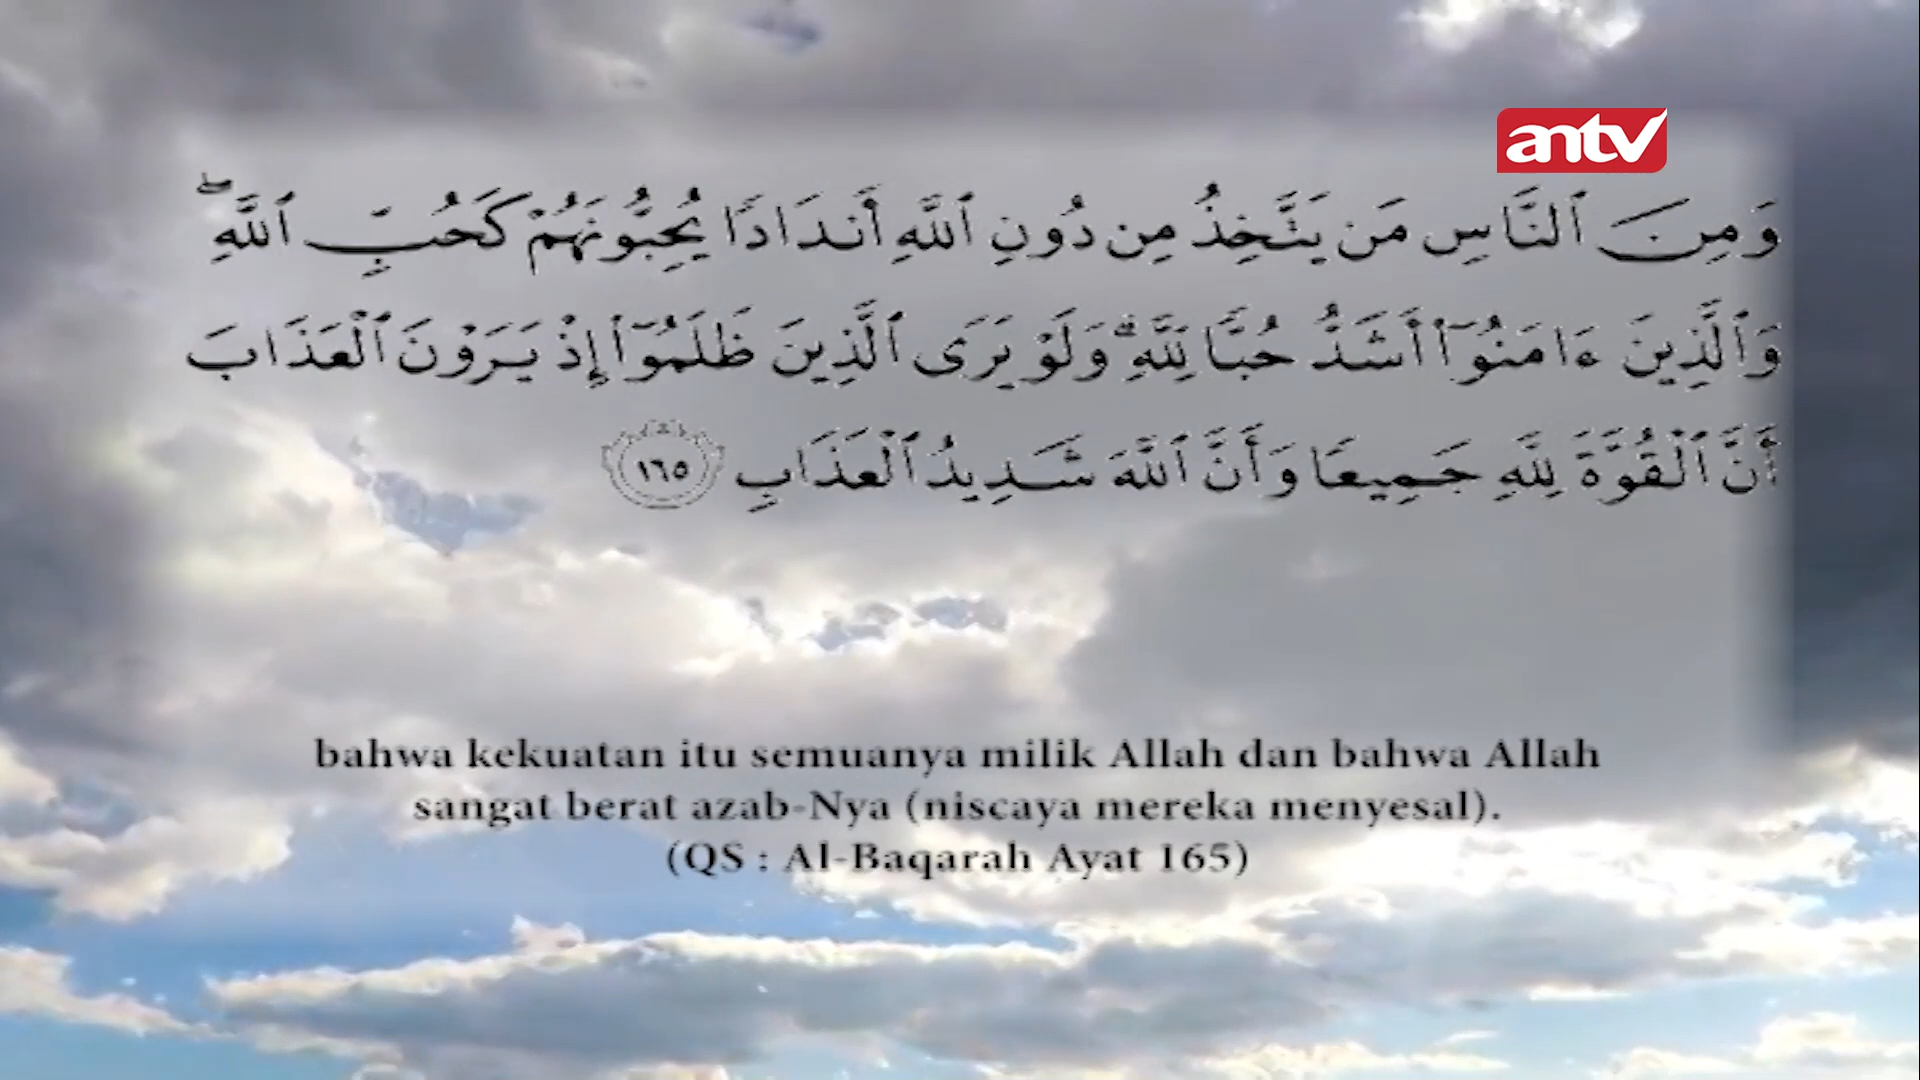 antv
وَمِنَ ٱلنَّاسِ مَن يَتَّخِذُ مِن دُونِ ٱللَّهِ أَندَادًا يُحِبُّونَهُمْ كَحُبِّ ٱللَّهِ ۖ
وَٱلَّذِينَ ءَامَنُوٓا۟ أَشَدُّ حُبًّا لِّلَّهِ ۗ وَلَوْ يَرَى ٱلَّذِينَ ظَلَمُوٓا۟ إِذْ يَرَوْنَ ٱلْعَذَابَ
أَنَّ ٱلْقُوَّةَ لِلَّهِ جَمِيعًا وَأَنَّ ٱللَّهَ شَدِيدُ ٱلْعَذَابِ ١٦٥
bahwa kekuatan itu semuanya milik Allah dan bahwa Allah
sangat berat azab-Nya (niscaya mereka menyesal).
(QS : Al-Baqarah Ayat 165)